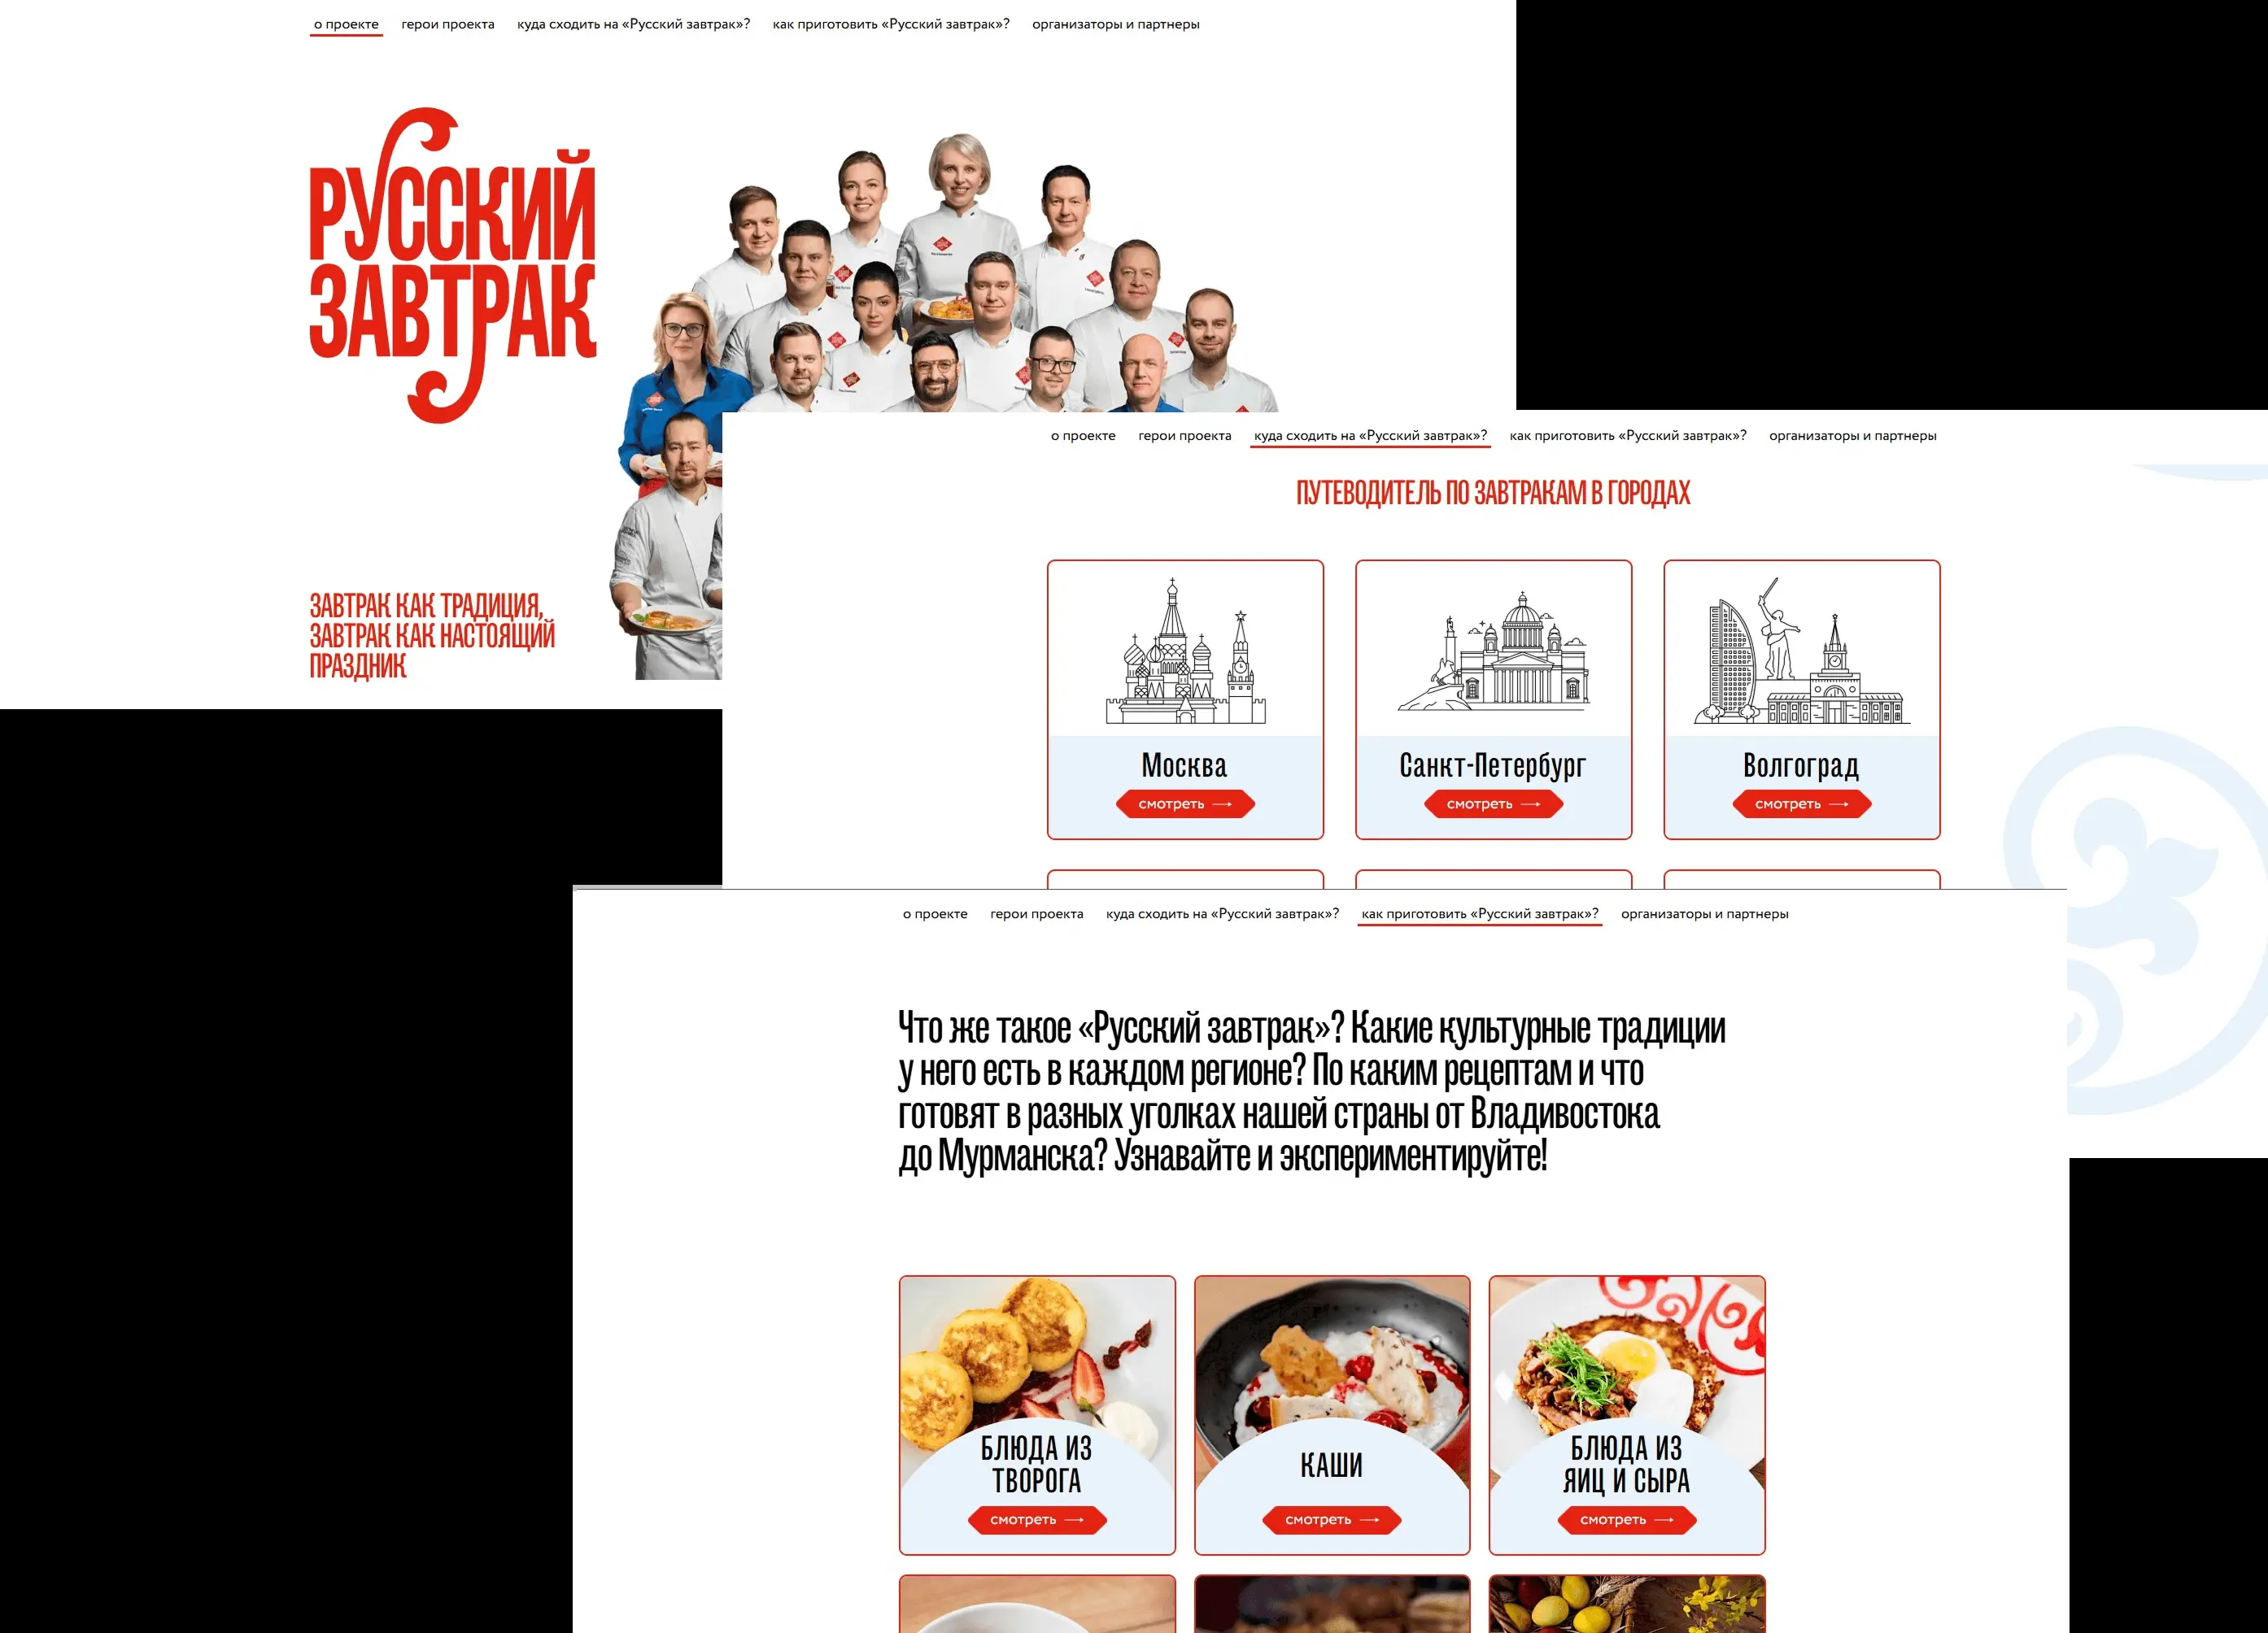 о проекте герои проекта куда сходить на «Русский завтрак»? как приготовить «Русский завтрак»? организаторы и партнеры
РУССКИЙ
ЗАВТРАК
ЗАВТРАК КАК ТРАДИЦИЯ,
ЗАВТРАК КАК НАСТОЯЩИЙ
ПРАЗДНИК
о проекте герои проекта куда сходить на «Русский завтрак»? как приготовить «Русский завтрак»? организаторы и партнеры
ПУТЕВОДИТЕЛЬ ПО ЗАВТРАКАМ В ГОРОДАХ
Москва
смотреть →
Санкт-Петербург
смотреть →
Волгоград
смотреть →
о проекте герои проекта куда сходить на «Русский завтрак»? как приготовить «Русский завтрак»? организаторы и партнеры
Что же такое «Русский завтрак»? Какие культурные традиции
у него есть в каждом регионе? По каким рецептам и что
готовят в разных уголках нашей страны от Владивостока
до Мурманска? Узнавайте и экспериментируйте!
БЛЮДА ИЗ
ТВОРОГА
смотреть →
КАШИ
смотреть →
БЛЮДА ИЗ
ЯИЦ И СЫРА
смотреть →